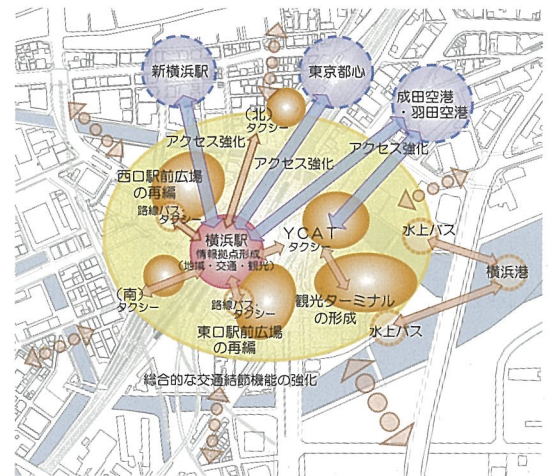 新横浜駅
東京都心
成田空港
・羽田空港
(北)
タクシー
アクセス強化
アクセス強化
アクセス強化
西口駅前広場
の再編
路線バス・
タクシー
横浜駅
情報拠点形成
(地域・交通・観光)
YCAT
タクシー
水上バス
横浜港
(南)
タクシー
路線バス・
タクシー
観光ターミナル
の形成
東口駅前広場
の再編
水上バス
総合的な交通結節機能の強化